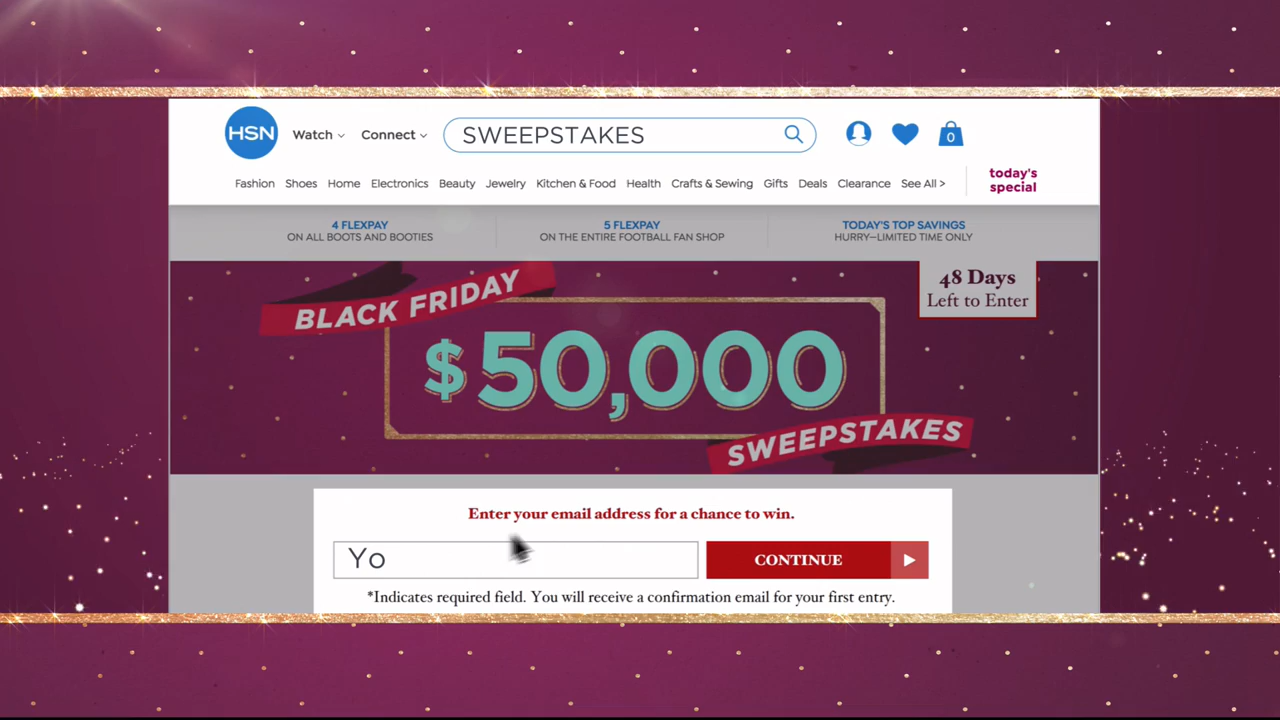 HSN
Watch Connect SWEEPSTAKES 0
Fashion Shoes Home Electronics Beauty Jewelry Kitchen & Food Health Crafts & Sewing Gifts Deals Clearance See All >
today's
special
4 FLEXPAY
ON ALL BOOTS AND BOOTIES
5 FLEXPAY
ON THE ENTIRE FOOTBALL FAN SHOP
TODAY'S TOP SAVINGS
HURRY—LIMITED TIME ONLY
48 Days
Left to Enter
BLACK FRIDAY
$50,000
SWEEPSTAKES
Enter your email address for a chance to win.
Yo
CONTINUE
*Indicates required field. You will receive a confirmation email for your first entry.